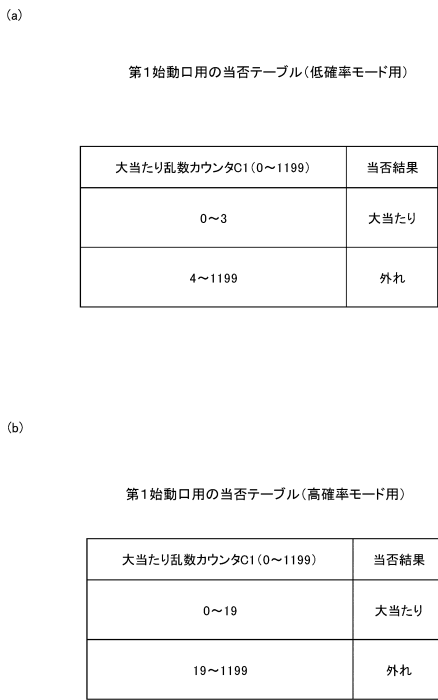 (a)
第１始動口用の当否テーブル（低確率モード用）
大当たり乱数カウンタC1（0～1199） 当否結果
0～3 大当たり
4～1199 外れ
(b)
第１始動口用の当否テーブル（高確率モード用）
大当たり乱数カウンタC1（0～1199） 当否結果
0～19 大当たり
19～1199 外れ